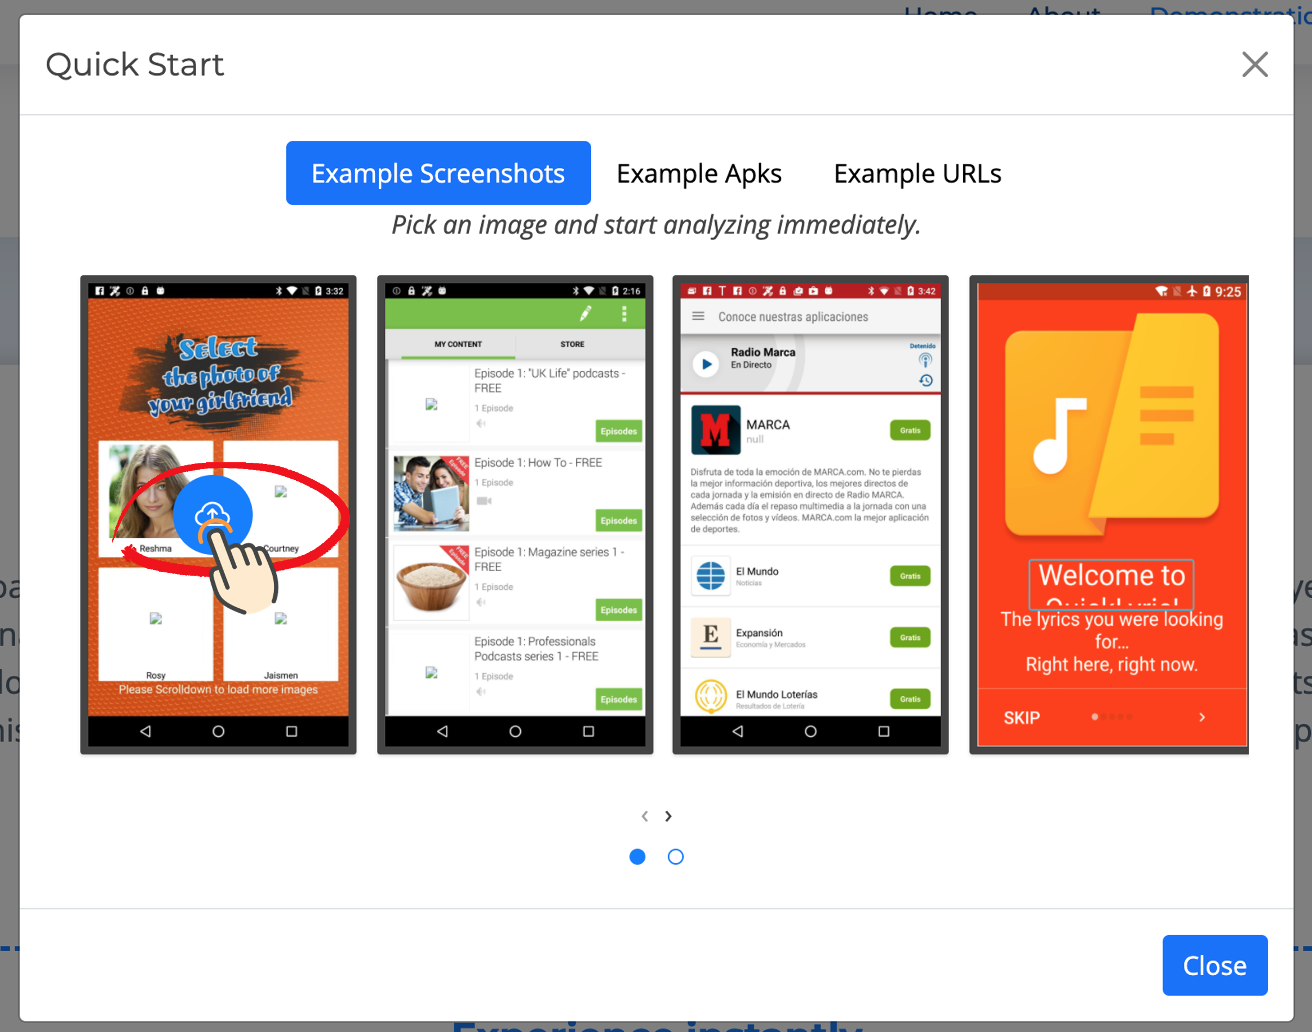 Home About
Quick Start
Example Screenshots Example Apks Example URLs
Pick an image and start analyzing immediately.
3:32
Select
the photo of
your girlfriend
Reshma
Courtney
Rosy
Jaismen
Please Scrolldown to load more images
2:16
MY CONTENT STORE
Episode 1: "UK Life" podcasts -
FREE
1 Episode
Episodes
FREE
Episode
Episode 1: How To - FREE
1 Episode
Episodes
FREE
Episode
Episode 1: Magazine series 1 -
FREE
1 Episode
Episodes
Episode 1: Professionals
Podcasts series 1 - FREE
1 Episode
Episodes
3:42
Conoce nuestras aplicaciones
Radio Marca
En Directo
Detenido
M
MARCA
null
Gratis
Disfruta de toda la emoción de MARCA.com. No te pierdas
la mejor información deportiva, los mejores directos de
cada jornada y la emisión en directo de Radio MARCA.
Además cada día el repaso multimedia a la jornada con una
selección de fotos y vídeos. MARCA.com la mejor aplicación
de deportes.
El Mundo
Noticias
Gratis
E
Expansión
Economía y Mercados
Gratis
El Mundo Loterías
Resultados de Lotería
Gratis
9:25
Welcome to
The lyrics you were looking
for...
Right here, right now.
SKIP
Close
Experience instantly